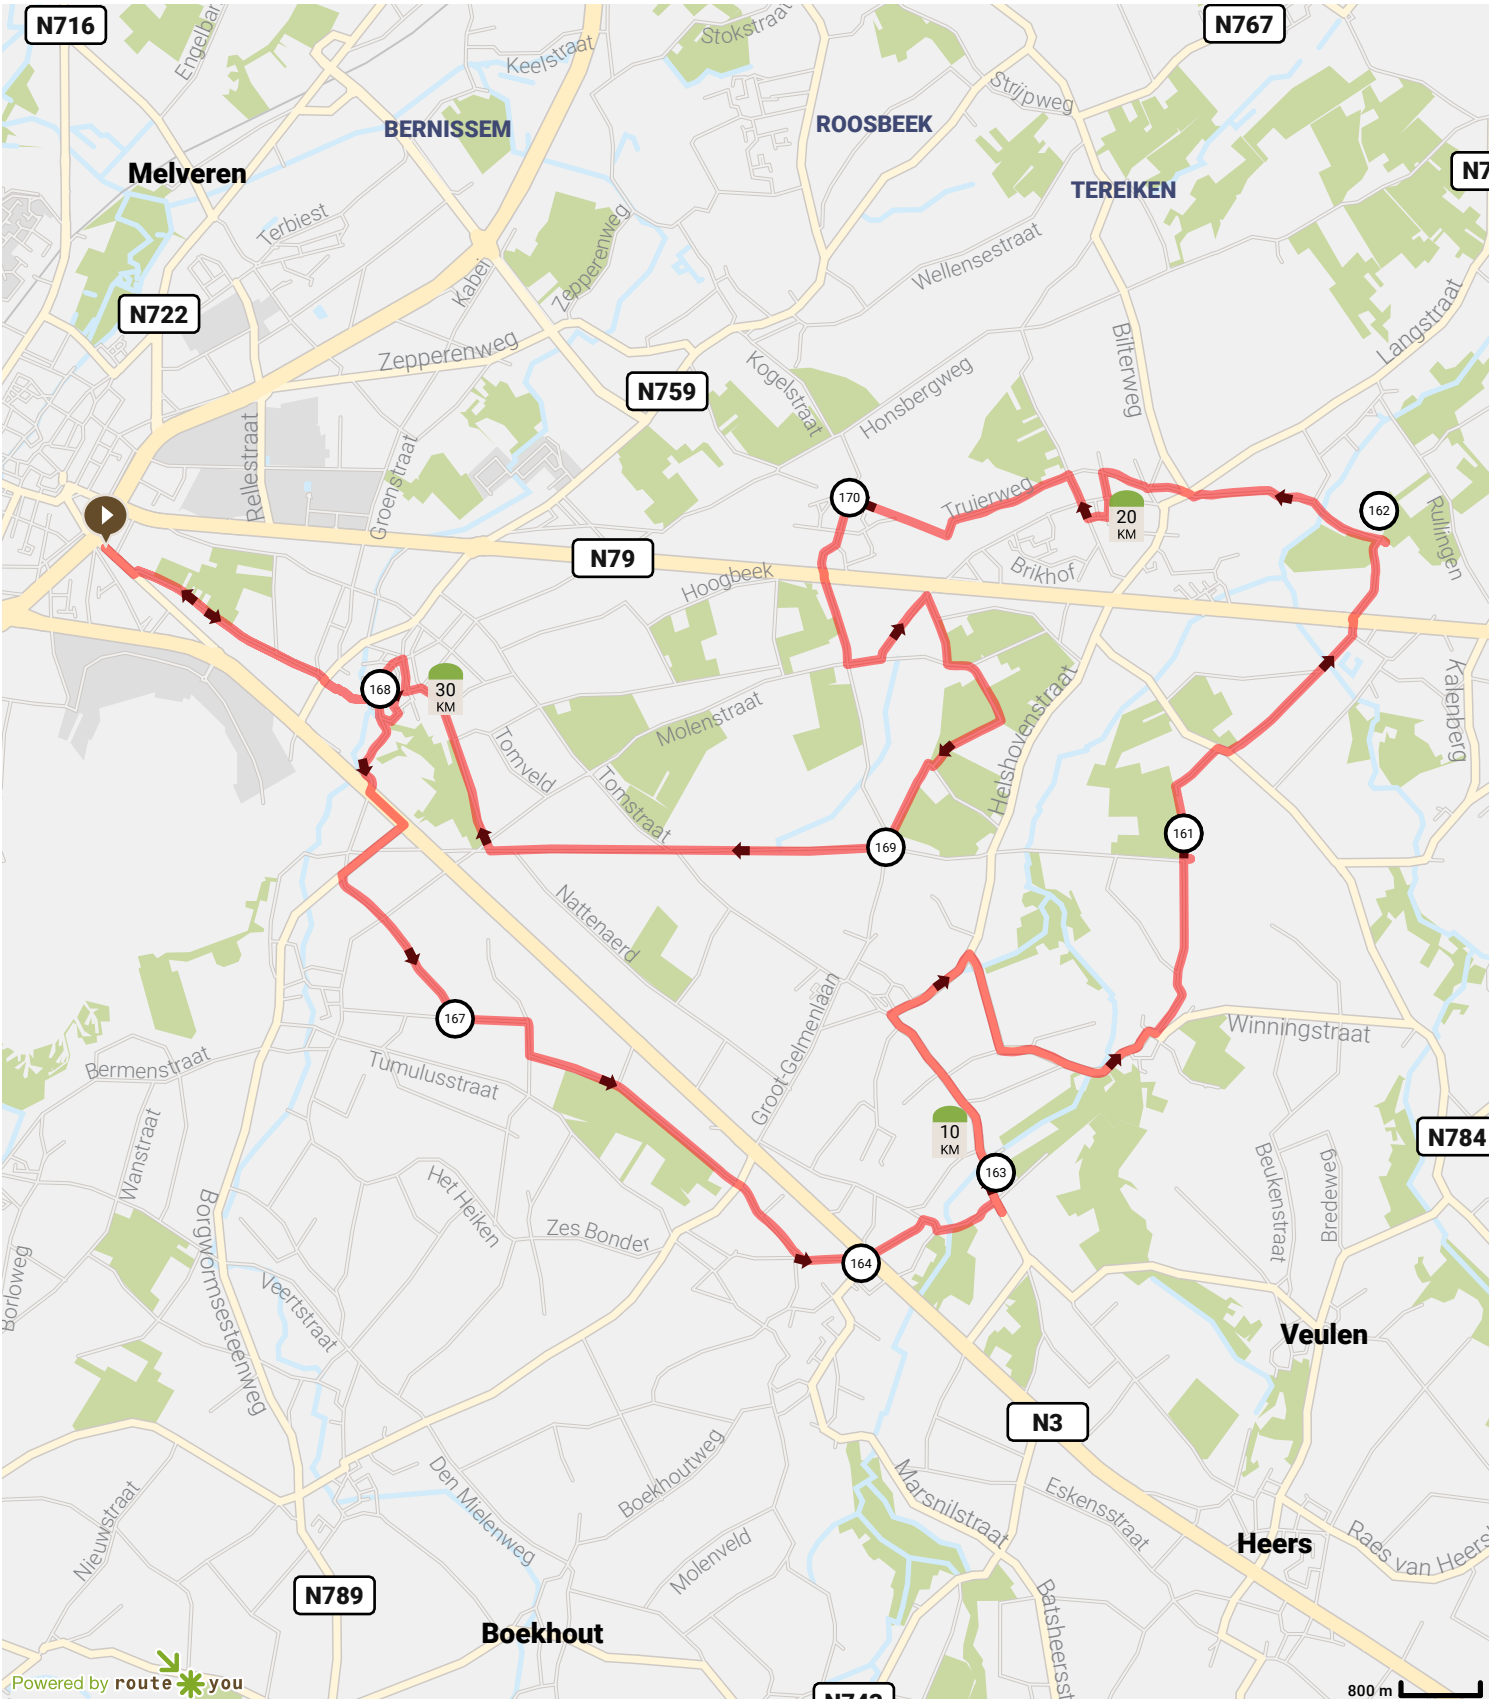 N716
Engelbar
Keelstraat
Stokstraat
N767
BERNISSEM
ROOSBEEK
Strijpweg
Melveren
TEREIKEN
N7
Terbiest
Zepperenweg
Kabei
Wellensestraat
N722
Langstraat
Bilterweg
Zepperenweg
N759
Kogelstraat
Honsbergweg
Rellestraat
Groenstraat
Truierweg
170
162
20
KM
Rullingen
N79
Hoogbeek
Brikhof
168
30
KM
Molenstraat
Helshovenstraat
Kalenberg
Tomveld
Tomstraat
161
169
Nattenaerd
Groot-Gelmenlaan
167
Winningstraat
Bermenstraat
Tumulusstraat
10
KM
N784
Wanstraat
163
Beukenstraat
Bredeweg
Het Heiken
Zes Bonder
Borgwormsesteenweg
Borloweg
164
Veertstraat
Veulen
N3
Den Mielenweg
Boekhoutweg
Marsnilstraat
Eskensstraat
Nieuwstraat
Molenveld
Heers
Raes van Heers
N789
Batsheersst
Boekhout
Powered by route you
N743
800 m